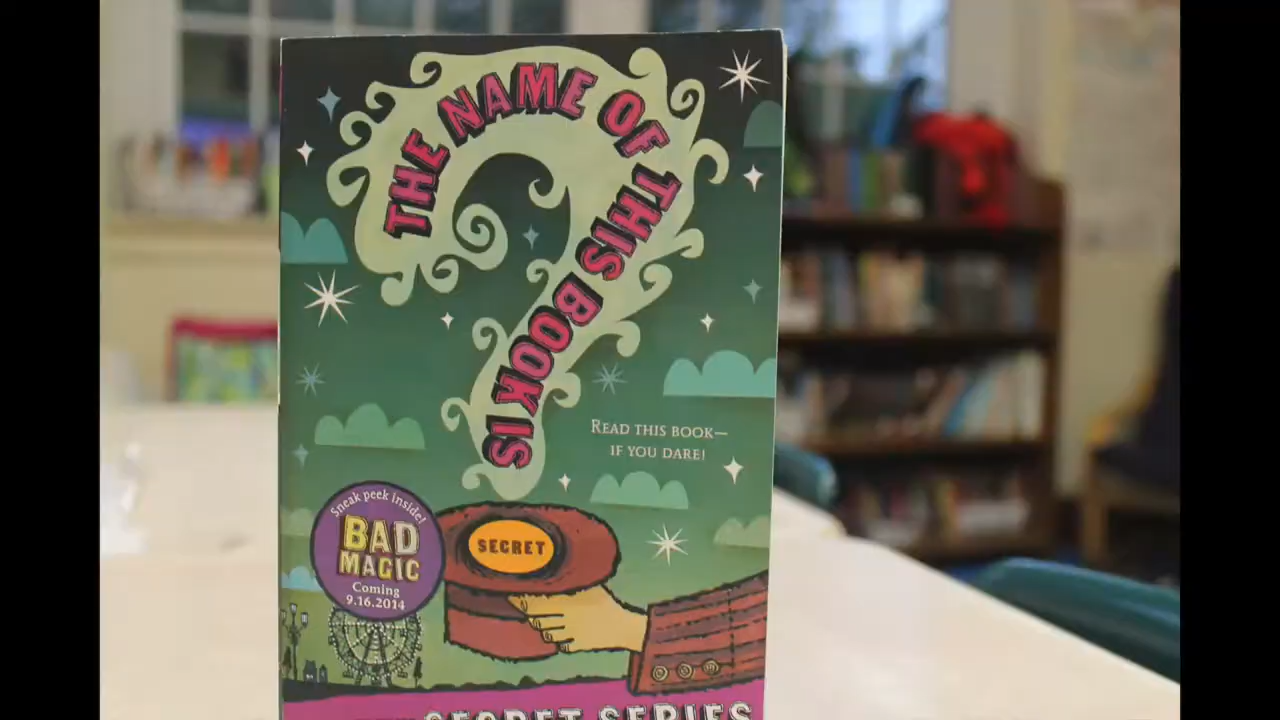 THE NAME OF THIS BOOK IS
SECRET
READ THIS BOOK—
IF YOU DARE!
Sneak peek inside!
BAD
MAGIC
Coming
9.16.2014
SECRET SERIES